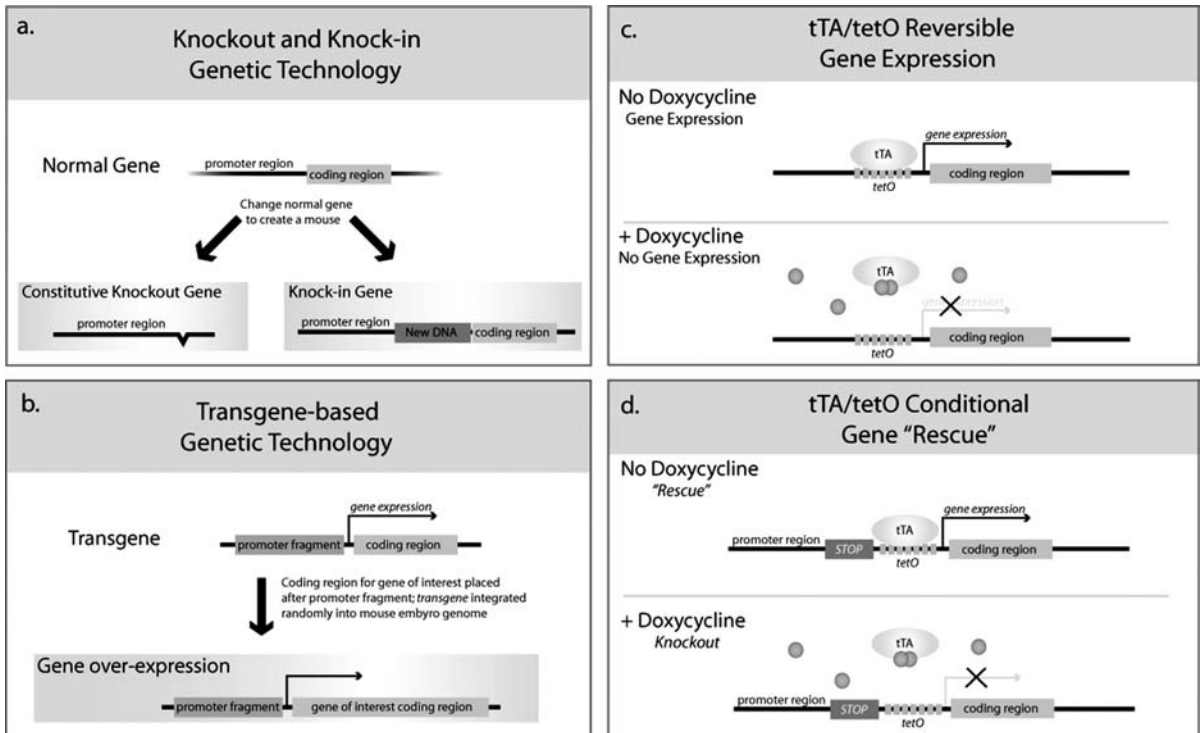 a.
Knockout and Knock-in
Genetic Technology
Normal Gene
promoter region
coding region
Change normal gene
to create a mouse
Constitutive Knockout Gene
promoter region
Knock-in Gene
promoter region
New DNA
coding region
b.
Transgene-based
Genetic Technology
Transgene
gene expression
promoter fragment
coding region
Coding region for gene of interest placed
after promoter fragment; transgene integrated
randomly into mouse embyro genome
Gene over-expression
promoter fragment
gene of interest coding region
c.
tTA/tetO Reversible
Gene Expression
No Doxycycline
Gene Expression
tTA
gene expression
tetO
coding region
+ Doxycycline
No Gene Expression
tTA
gene expression
tetO
coding region
d.
tTA/tetO Conditional
Gene "Rescue"
No Doxycycline
"Rescue"
tTA
gene expression
promoter region
STOP
tetO
coding region
+ Doxycycline
Knockout
tTA
promoter region
STOP
tetO
coding region